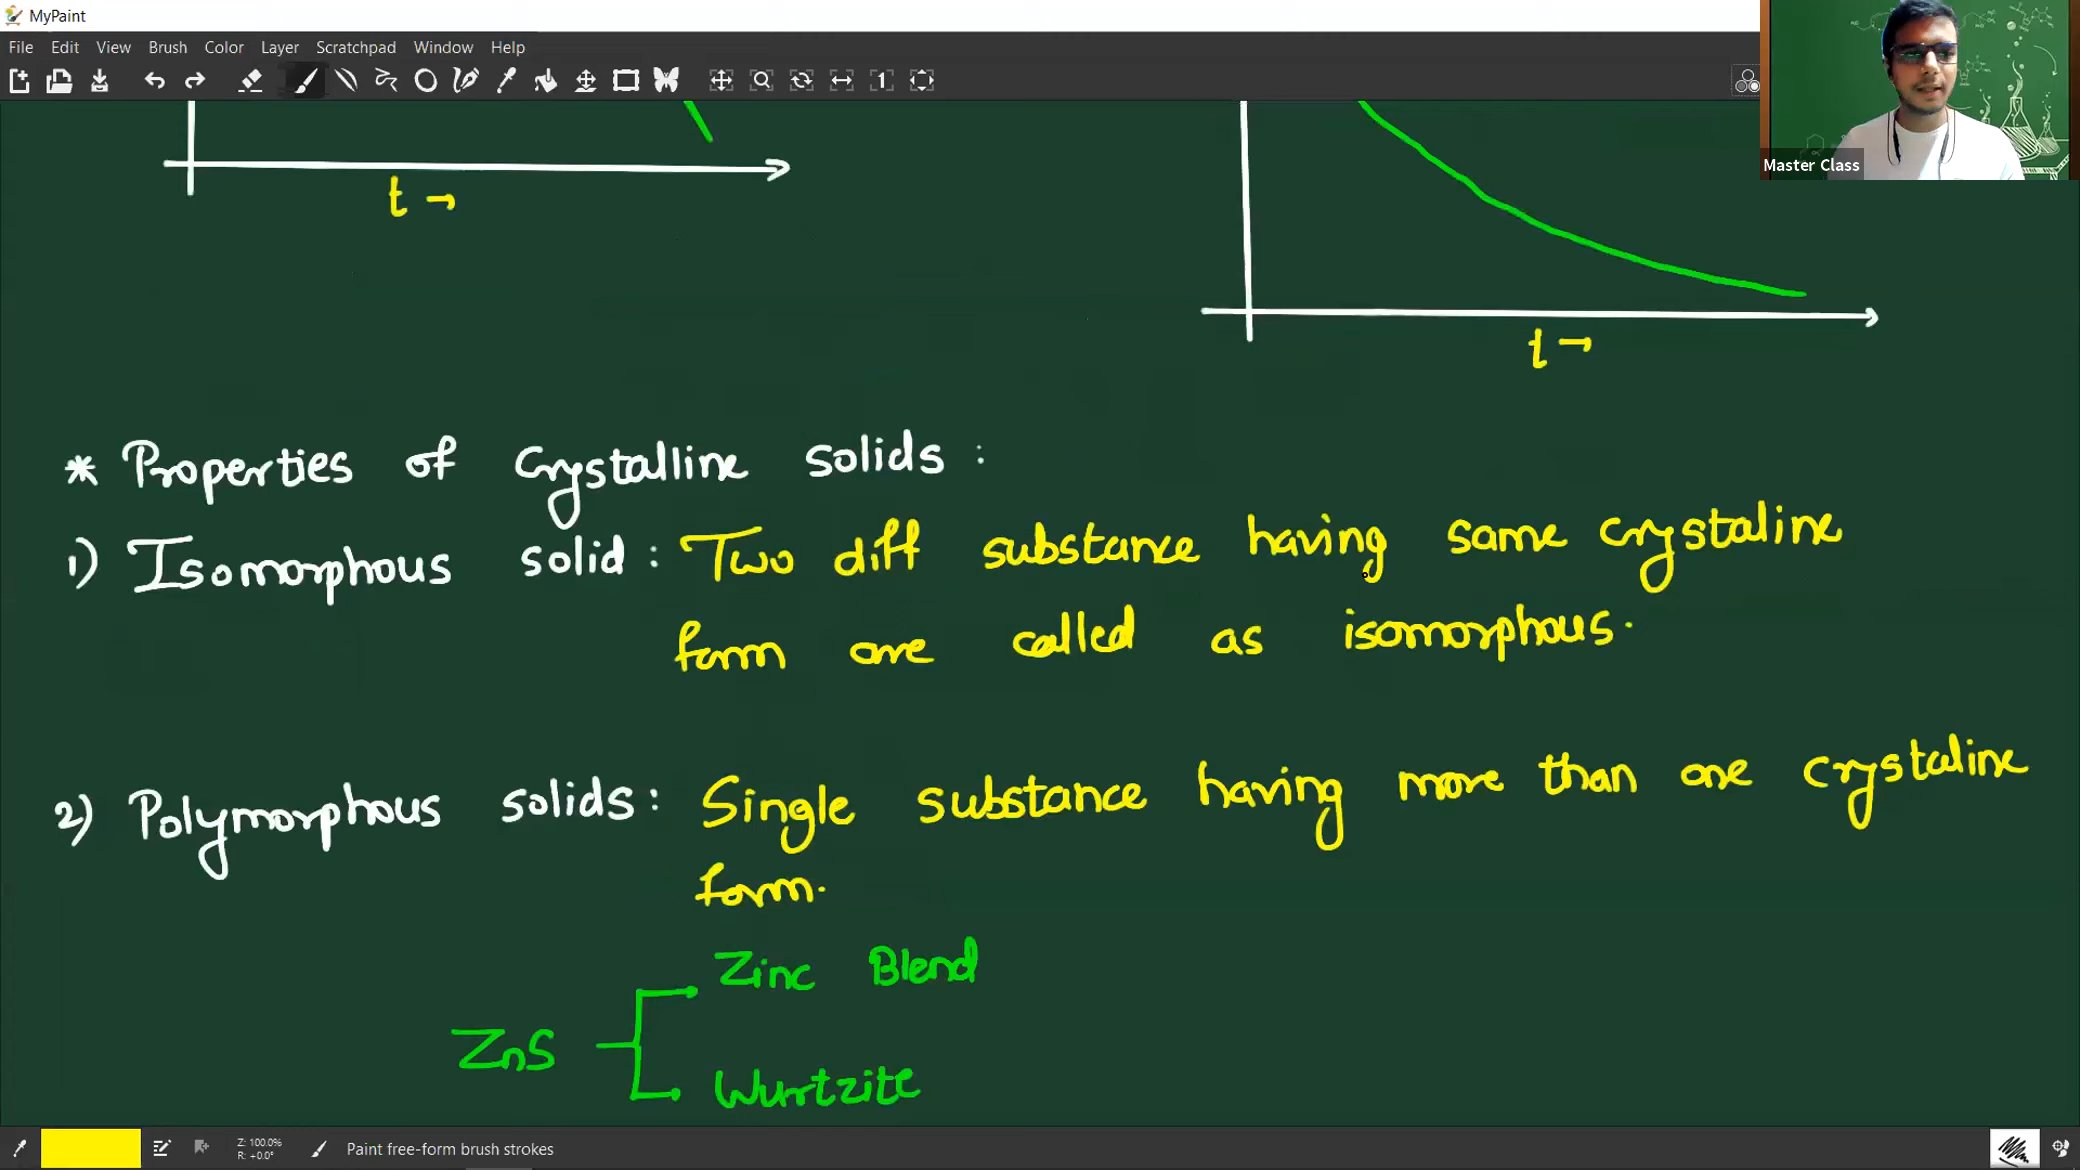 MyPaint
File Edit View Brush Color Layer Scratchpad Window Help
Master Class
t →
t →
* Properties of Crystalline solids :
1) Isomorphous solid : Two diff substance having same crystaline
form are called as isomorphous.
2) Polymorphous solids : Single substance having more than one crystaline
form.
Zinc Blend
ZnS
Wurtzite
Z: 100.0%
R: +0.0°
Paint free-form brush strokes